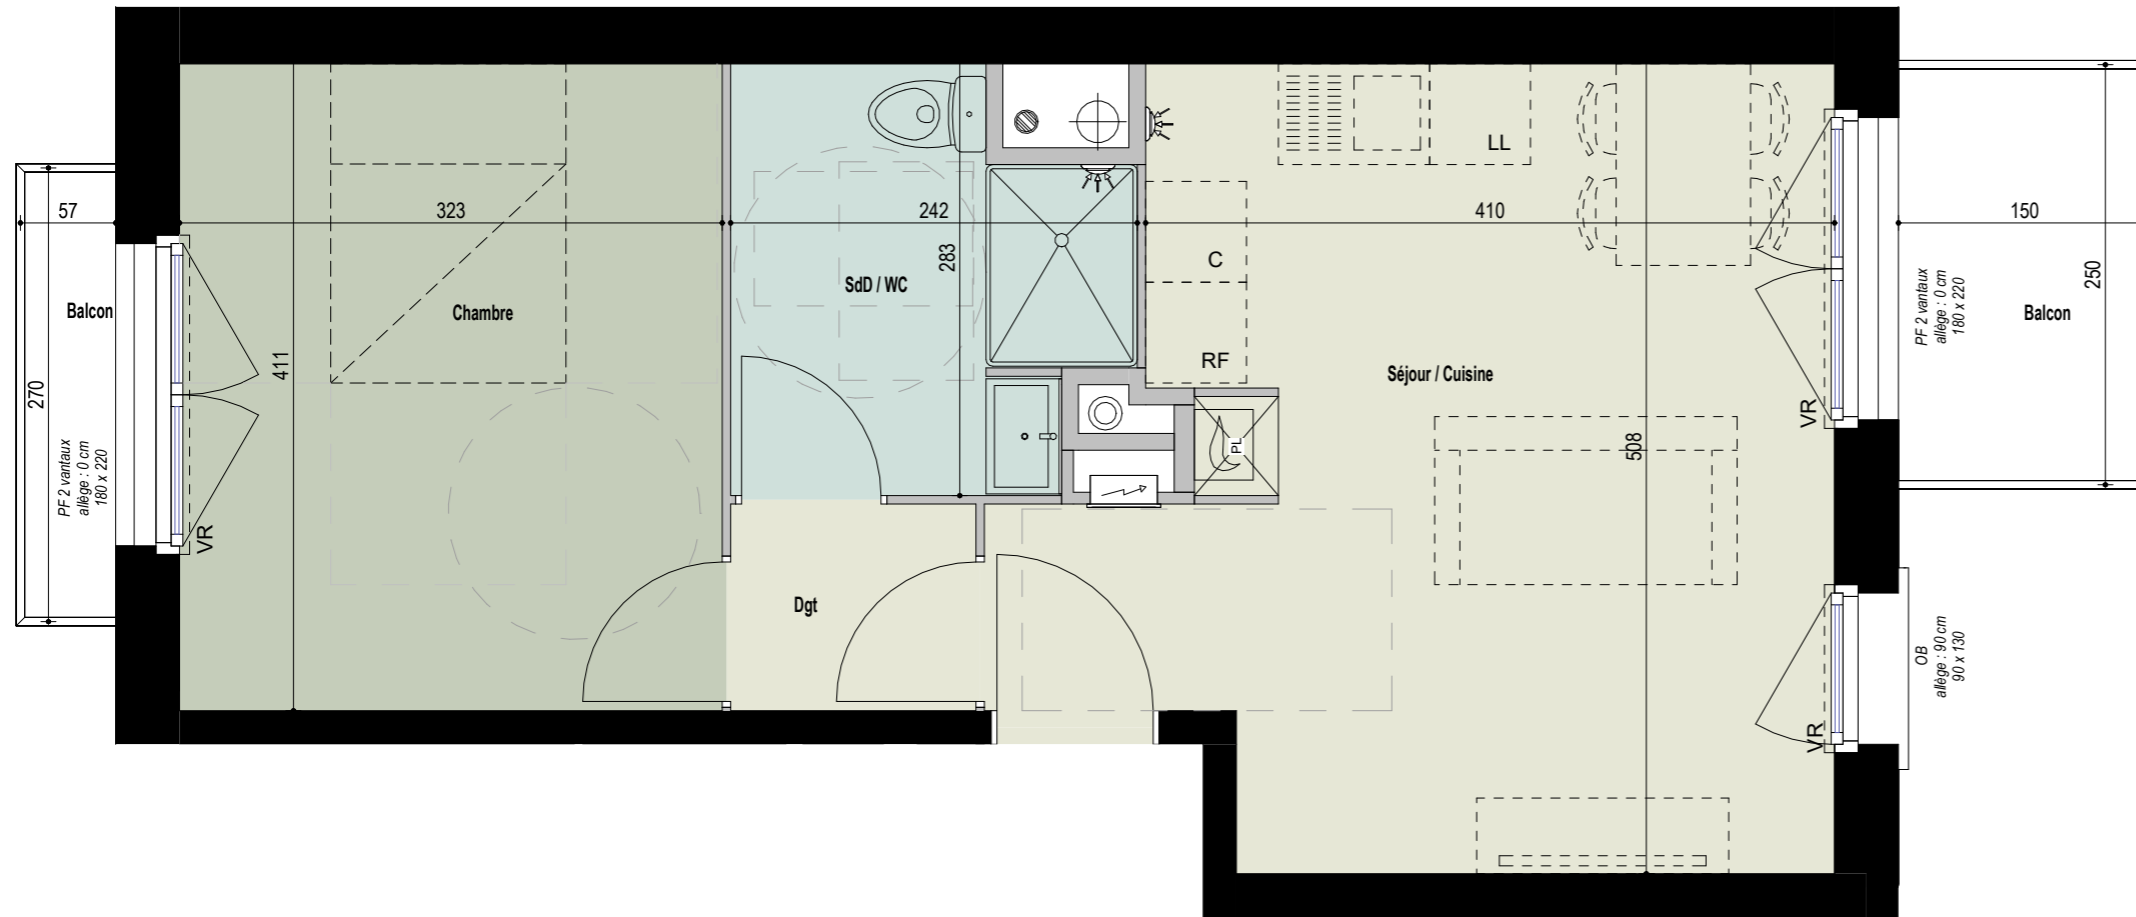 57
Balcon
270
PF 2 vantaux
allège : 0 cm
180 x 220
VR
323
411
Chambre
242
283
SdD / WC
Dgt
C
RF
PL
LL
410
Séjour / Cuisine
508
VR
VR
PF 2 vantaux
allège : 0 cm
180 x 220
150
250
Balcon
OB
allège : 90 cm
90 x 130